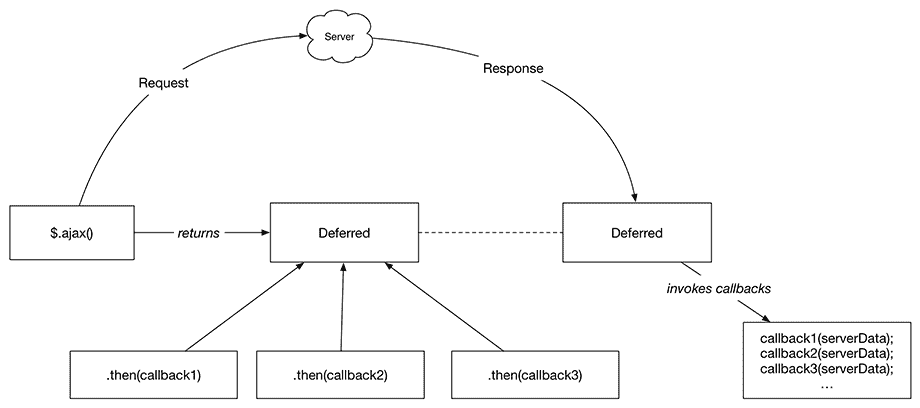 Server
Request
Response
$.ajax()
returns
Deferred
Deferred
invokes callbacks
.then(callback1)
.then(callback2)
.then(callback3)
callback1(serverData);
callback2(serverData);
callback3(serverData);
...